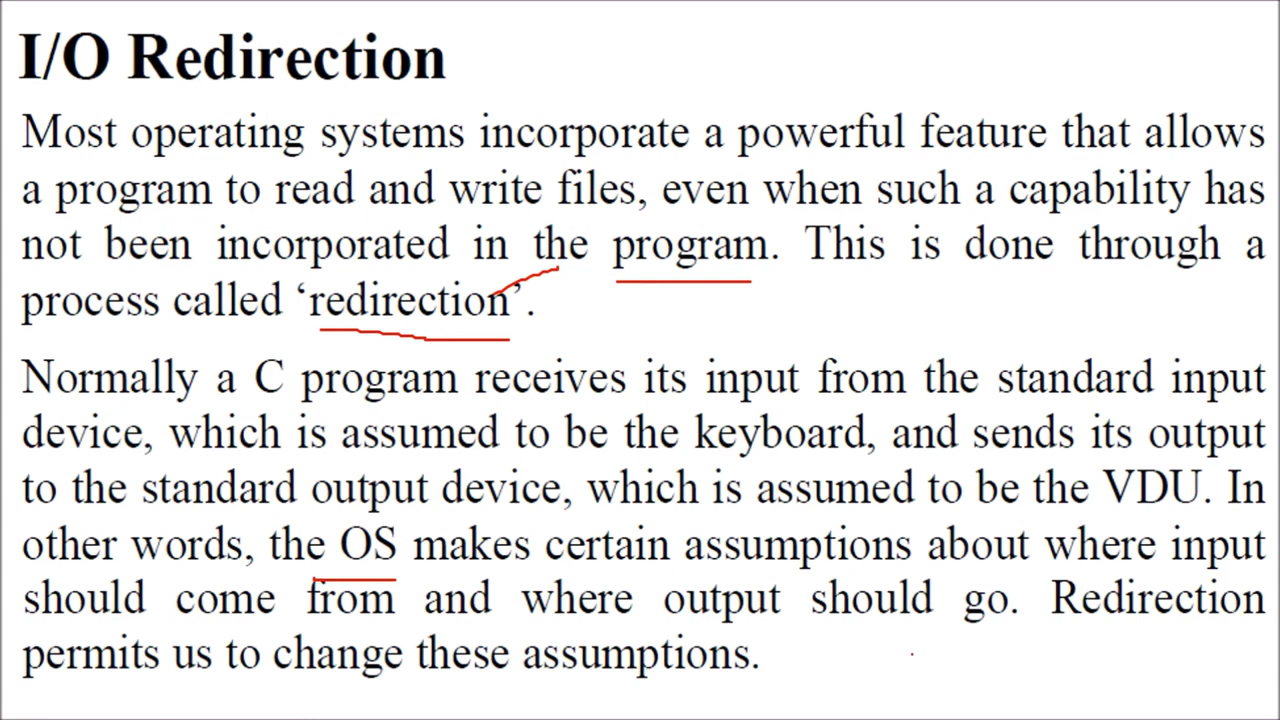 I/O Redirection
Most operating systems incorporate a powerful feature that allows
a program to read and write files, even when such a capability has
not been incorporated in the program. This is done through a
process called ‘redirection’.
Normally a C program receives its input from the standard input
device, which is assumed to be the keyboard, and sends its output
to the standard output device, which is assumed to be the VDU. In
other words, the OS makes certain assumptions about where input
should come from and where output should go. Redirection
permits us to change these assumptions.